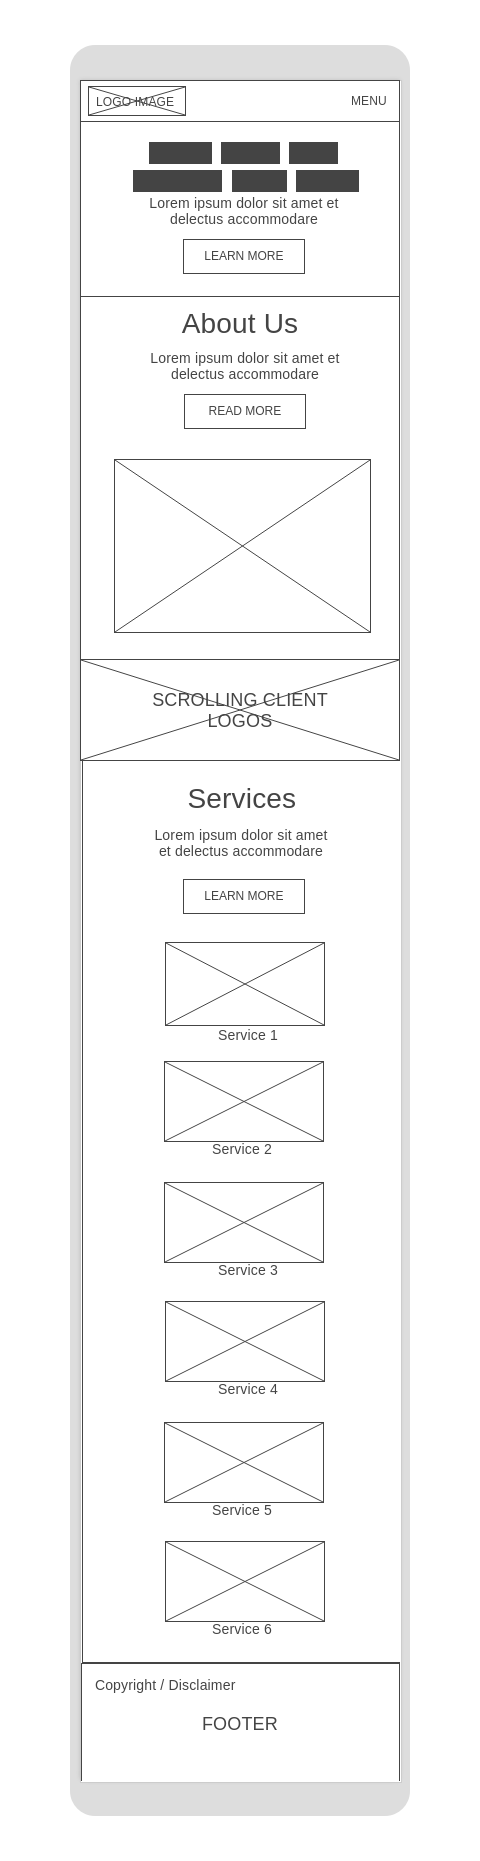 LOGO IMAGE
MENU
Lorem ipsum dolor sit amet et
delectus accommodare
LEARN MORE
About Us
Lorem ipsum dolor sit amet et
delectus accommodare
READ MORE
SCROLLING CLIENT
LOGOS
Services
Lorem ipsum dolor sit amet
et delectus accommodare
LEARN MORE
Service 1
Service 2
Service 3
Service 4
Service 5
Service 6
Copyright / Disclaimer
FOOTER